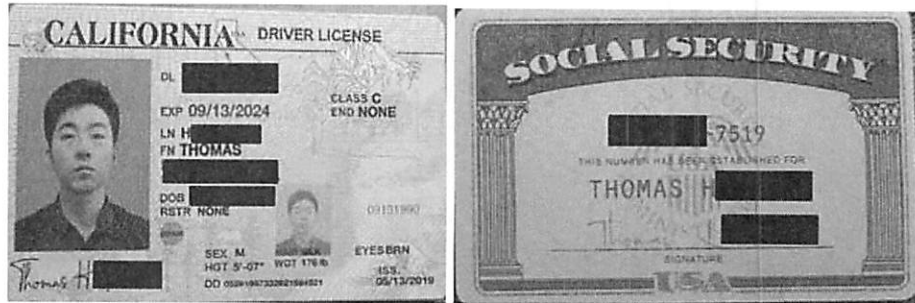 CALIFORNIA DRIVER LICENSE
DL
CLASS C
EXP 09/13/2024
END NONE
LN H
FN THOMAS
DOB
RSTR NONE
09131990
SEX M
EYES BRN
HGT 5'-07" WGT 176 lb
ISS.
DD
05/13/2019
Thomas H
SOCIAL SECURITY
-7519
THIS NUMBER HAS BEEN ESTABLISHED FOR
THOMAS H
Thomas
SIGNATURE
USA